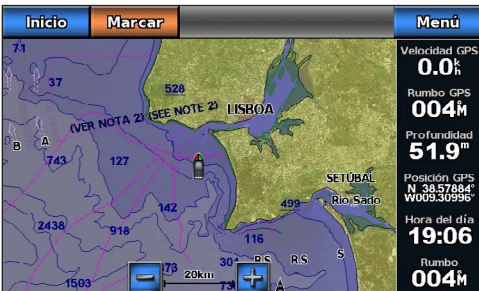 Inicio
Marcar
Menú
71
37
528
(VER NOTA 2) (SEE NOTE 2)
LISBOA
B
A
743
127
SETÚBAL
Rio Sado
499
142
2438
918
116
1503
20km
R.S
R.S
S
A
Velocidad GPS
0.0kh
Rumbo GPS
004°M
Profundidad
51.9m
Posición GPS
N 38.57884°
W009.30996°
Hora del día
19:06
Rumbo
004°M